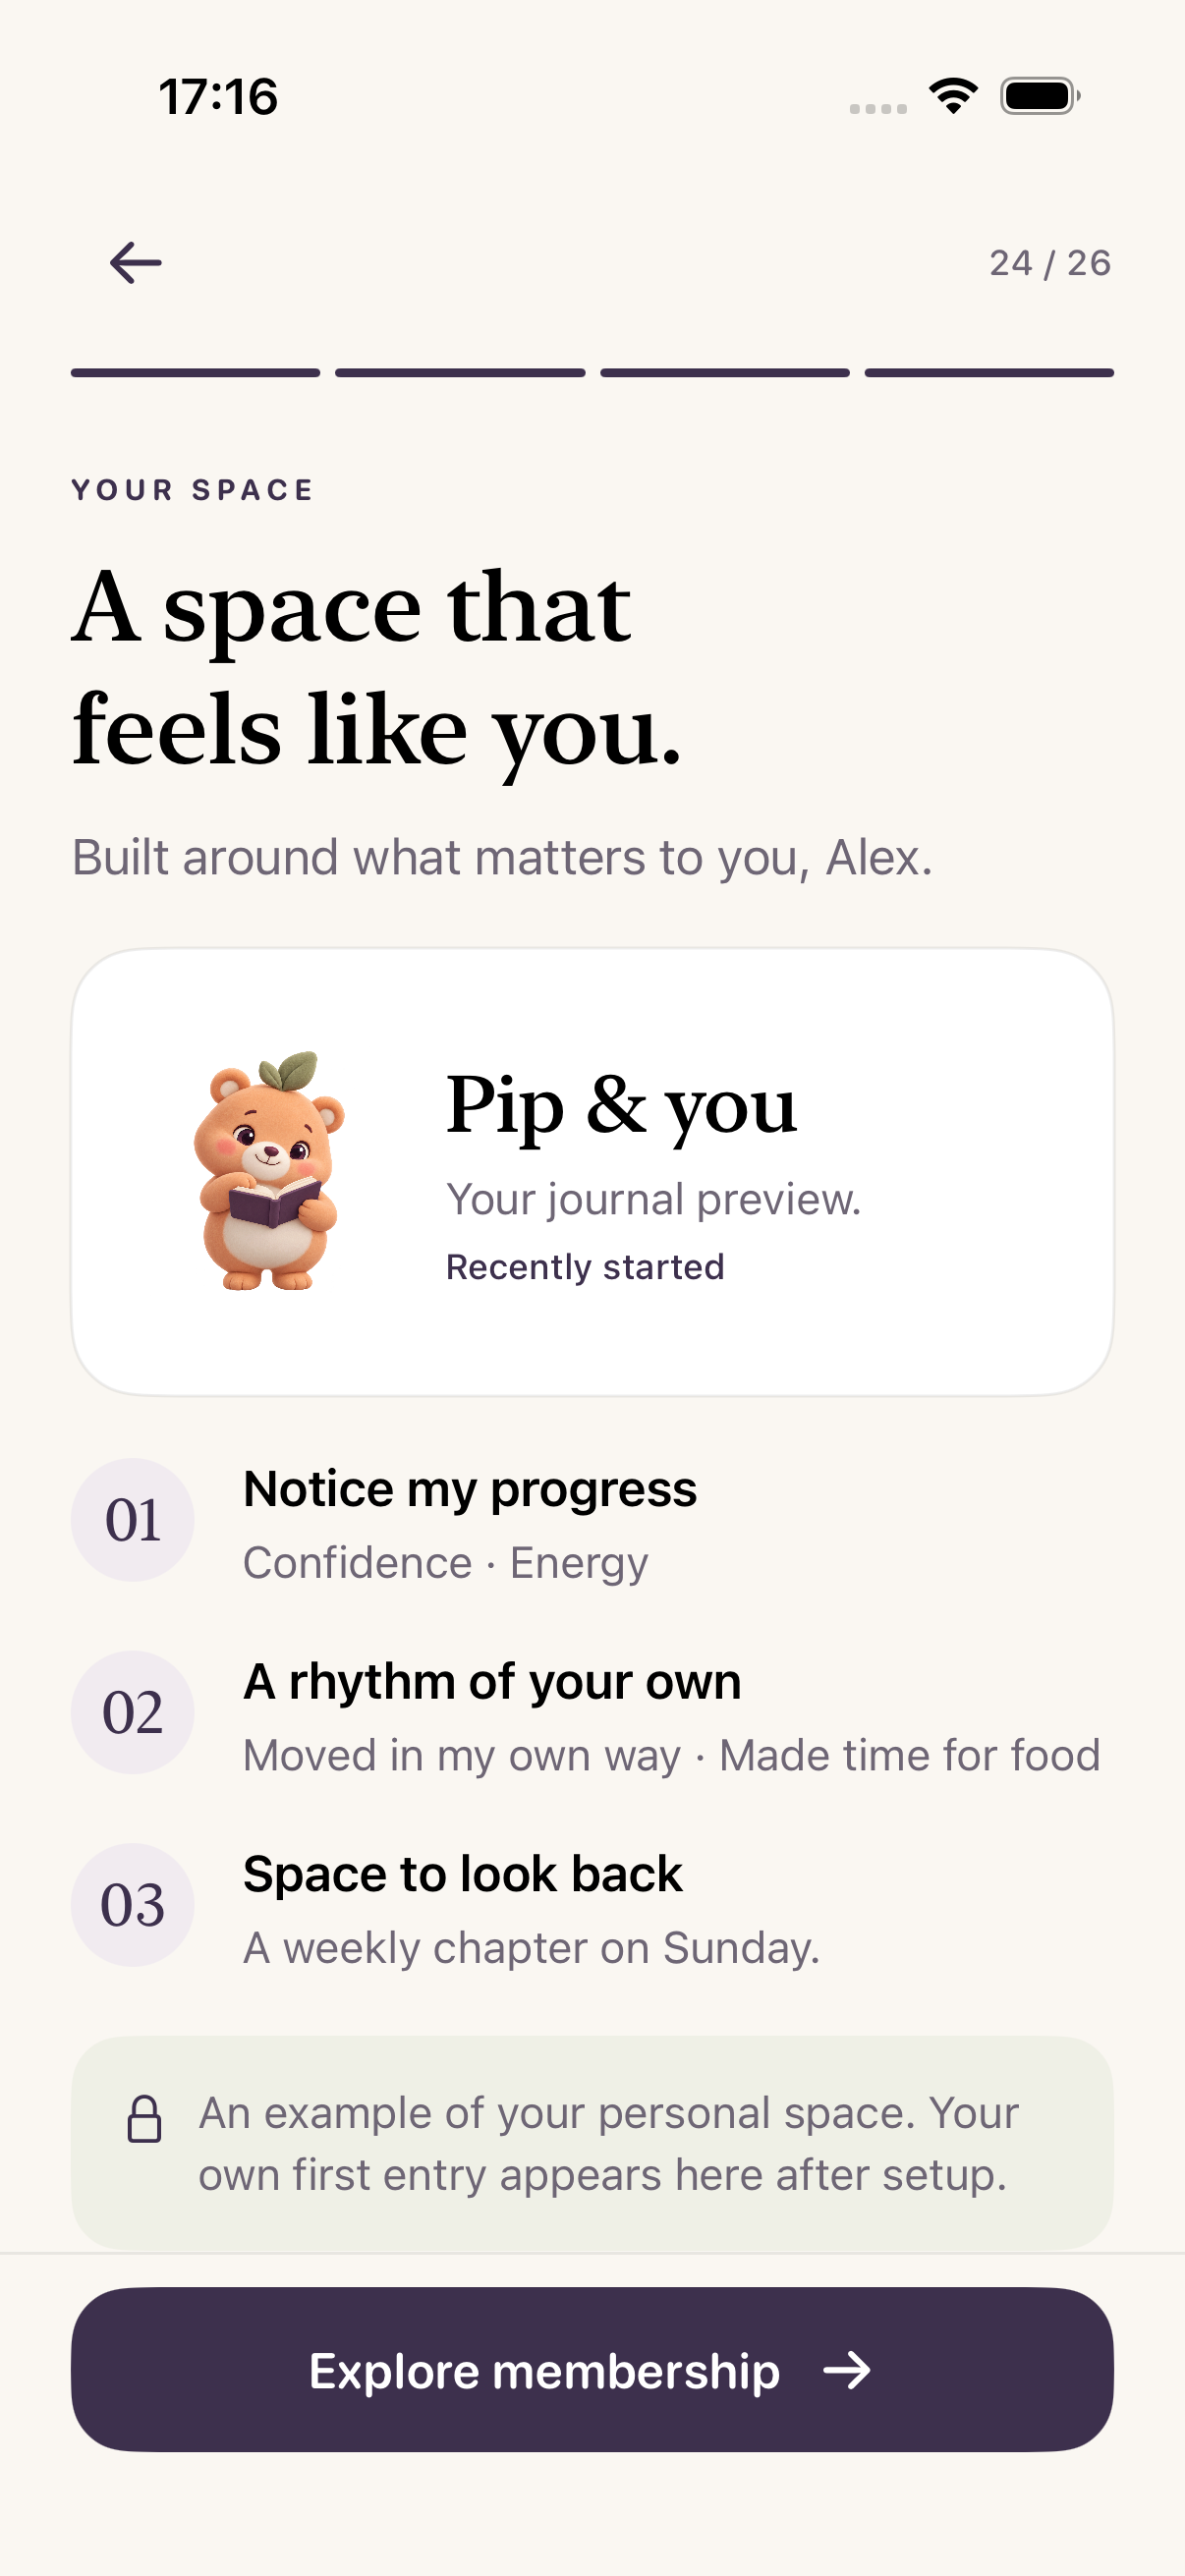 17:16
24 / 26
YOUR SPACE
A space that
feels like you.
Built around what matters to you, Alex.
Pip & you
Your journal preview.
Recently started
01
Notice my progress
Confidence · Energy
02
A rhythm of your own
Moved in my own way · Made time for food
03
Space to look back
A weekly chapter on Sunday.
An example of your personal space. Your
own first entry appears here after setup.
Explore membership